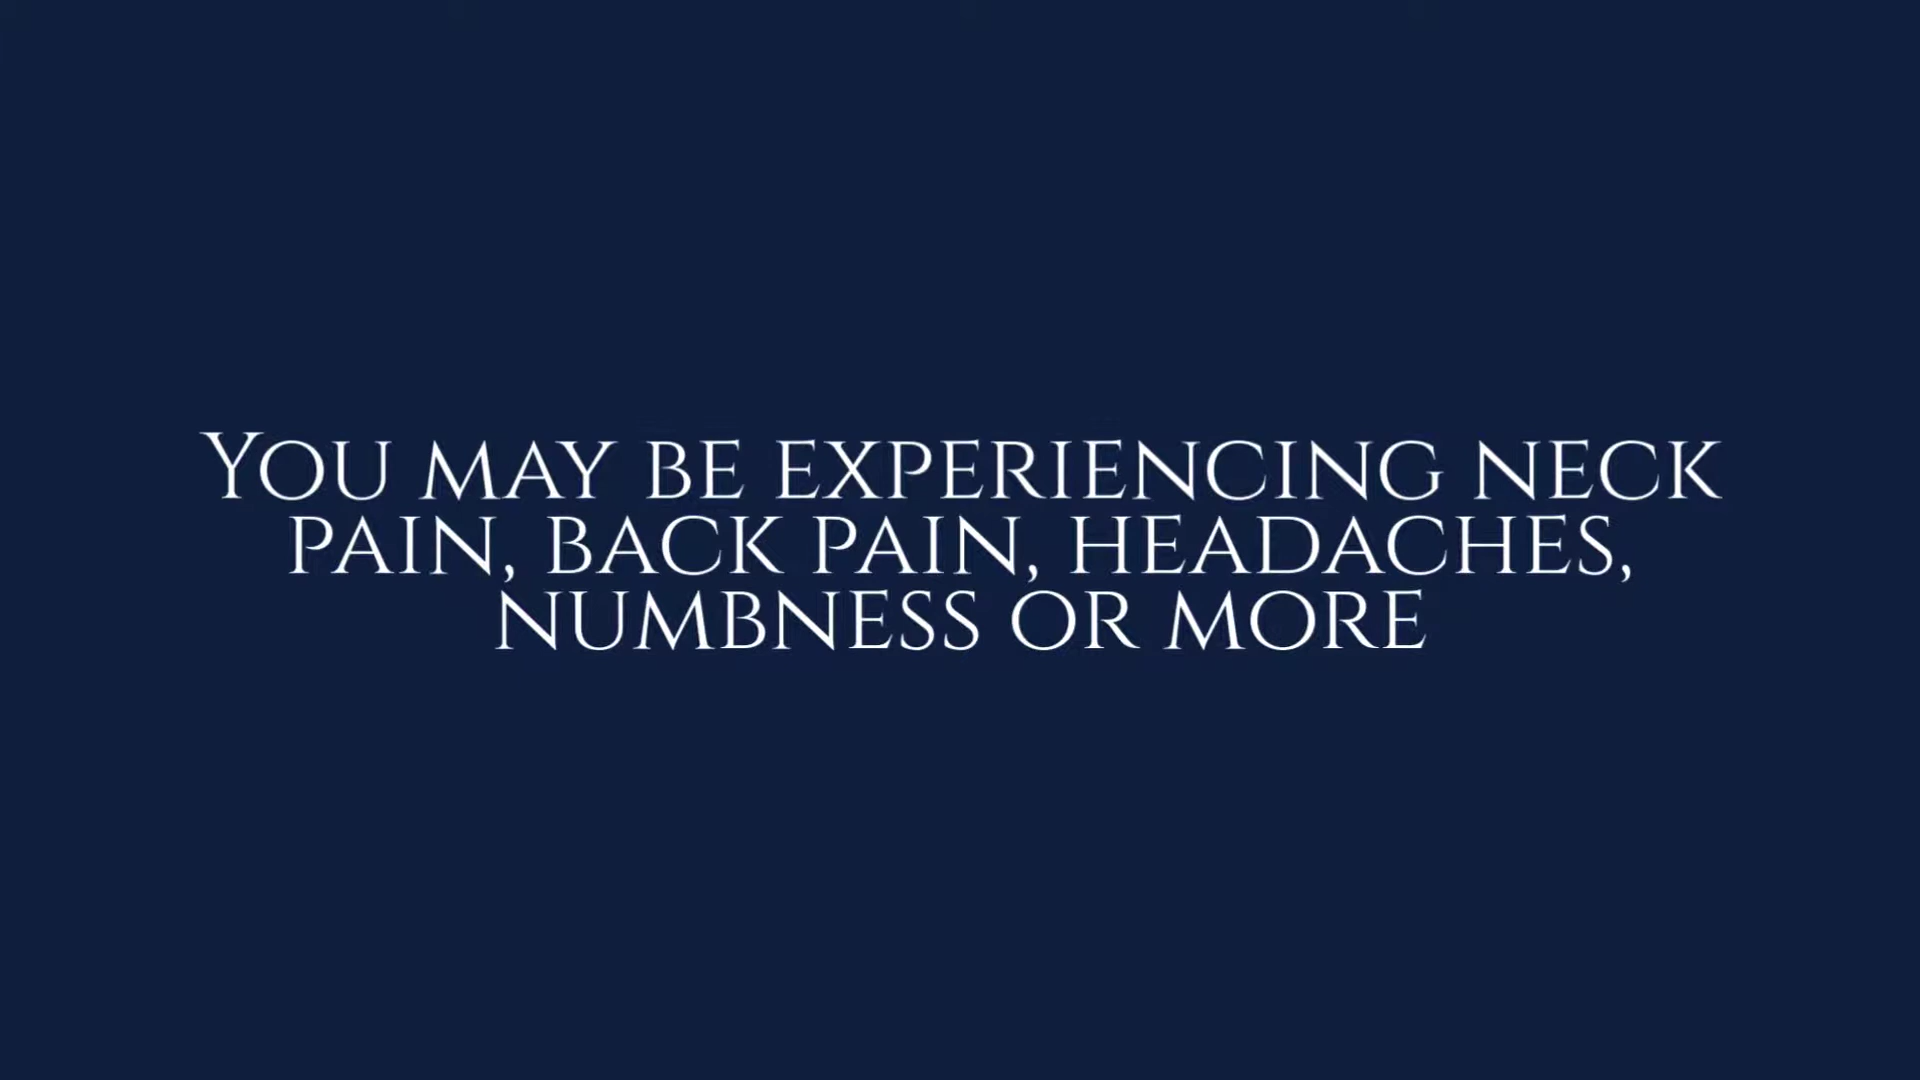 You may be experiencing neck
pain, back pain, headaches,
numbness or more